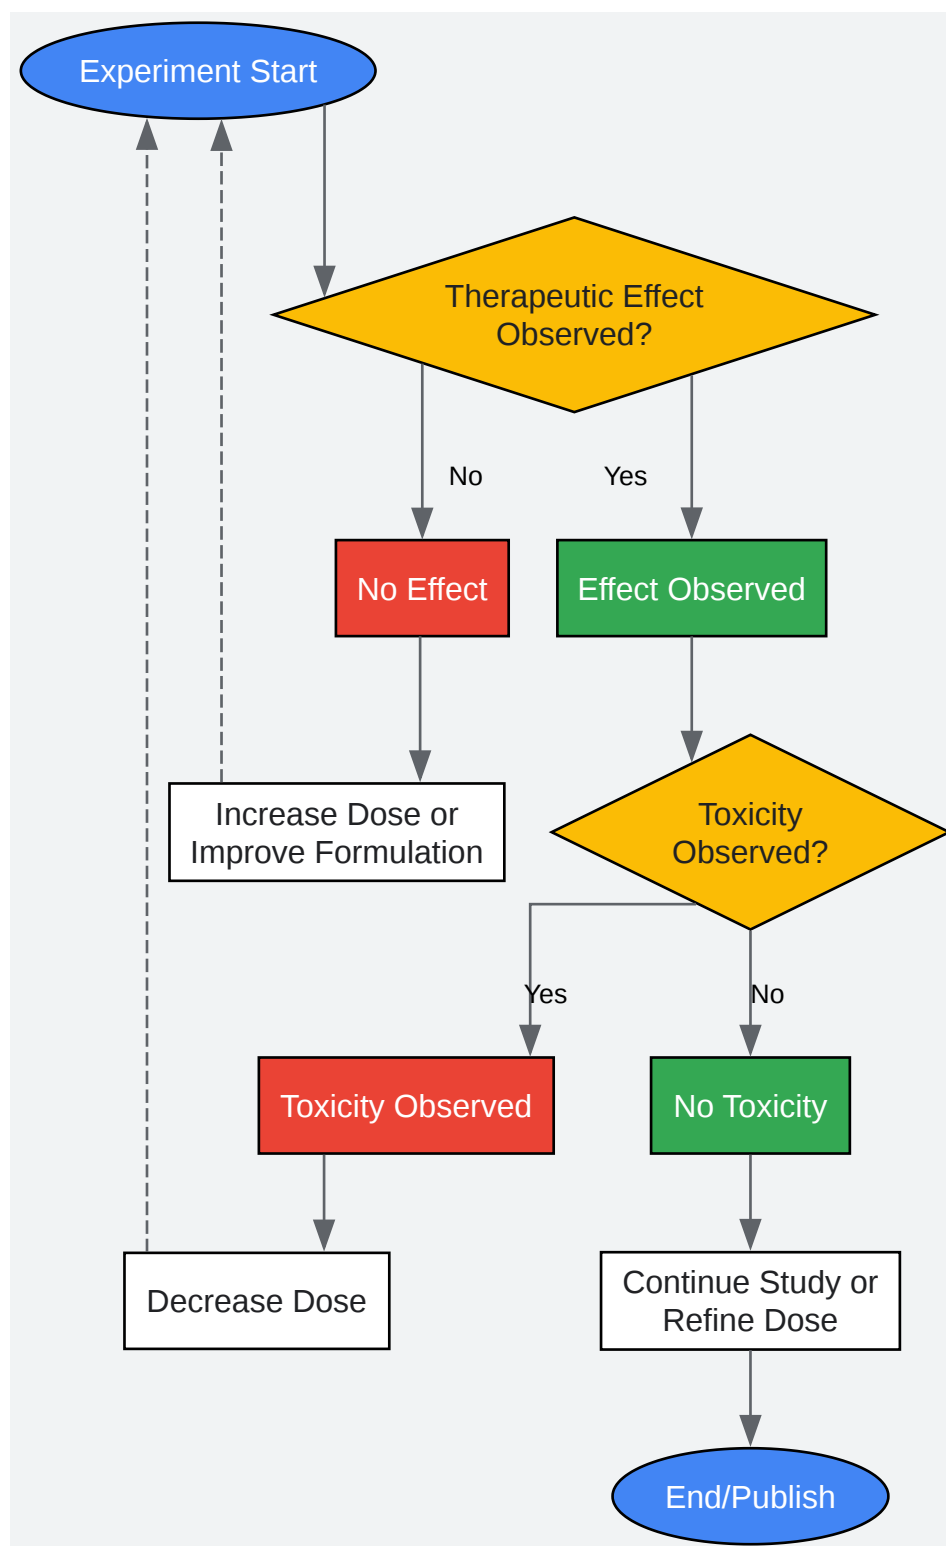 Experiment Start
Therapeutic Effect
Observed?
No
Yes
No Effect
Effect Observed
Increase Dose or
Improve Formulation
Toxicity
Observed?
Yes
No
Toxicity Observed
No Toxicity
Decrease Dose
Continue Study or
Refine Dose
End/Publish